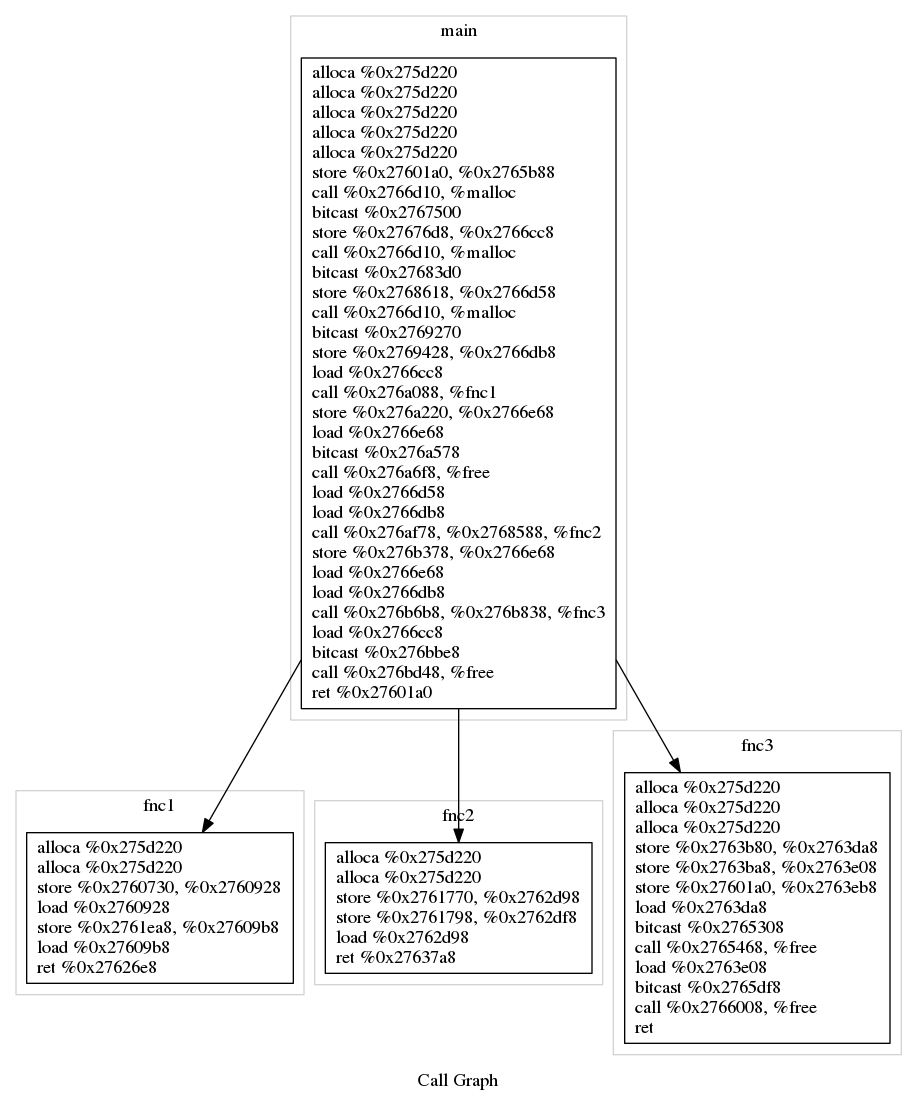 main
alloca %0x275d220
alloca %0x275d220
alloca %0x275d220
alloca %0x275d220
alloca %0x275d220
store %0x27601a0, %0x2765b88
call %0x2766d10, %malloc
bitcast %0x2767500
store %0x27676d8, %0x2766cc8
call %0x2766d10, %malloc
bitcast %0x27683d0
store %0x2768618, %0x2766d58
call %0x2766d10, %malloc
bitcast %0x2769270
store %0x2769428, %0x2766db8
load %0x2766cc8
call %0x276a088, %fnc1
store %0x276a220, %0x2766e68
load %0x2766e68
bitcast %0x276a578
call %0x276a6f8, %free
load %0x2766d58
load %0x2766db8
call %0x276af78, %0x2768588, %fnc2
store %0x276b378, %0x2766e68
load %0x2766e68
load %0x2766db8
call %0x276b6b8, %0x276b838, %fnc3
load %0x2766cc8
bitcast %0x276bbe8
call %0x276bd48, %free
ret %0x27601a0
fnc1
alloca %0x275d220
alloca %0x275d220
store %0x2760730, %0x2760928
load %0x2760928
store %0x2761ea8, %0x27609b8
load %0x27609b8
ret %0x27626e8
fnc2
alloca %0x275d220
alloca %0x275d220
store %0x2761770, %0x2762d98
store %0x2761798, %0x2762df8
load %0x2762d98
ret %0x27637a8
fnc3
alloca %0x275d220
alloca %0x275d220
alloca %0x275d220
store %0x2763b80, %0x2763da8
store %0x2763ba8, %0x2763e08
store %0x27601a0, %0x2763eb8
load %0x2763da8
bitcast %0x2765308
call %0x2765468, %free
load %0x2763e08
bitcast %0x2765df8
call %0x2766008, %free
ret
Call Graph